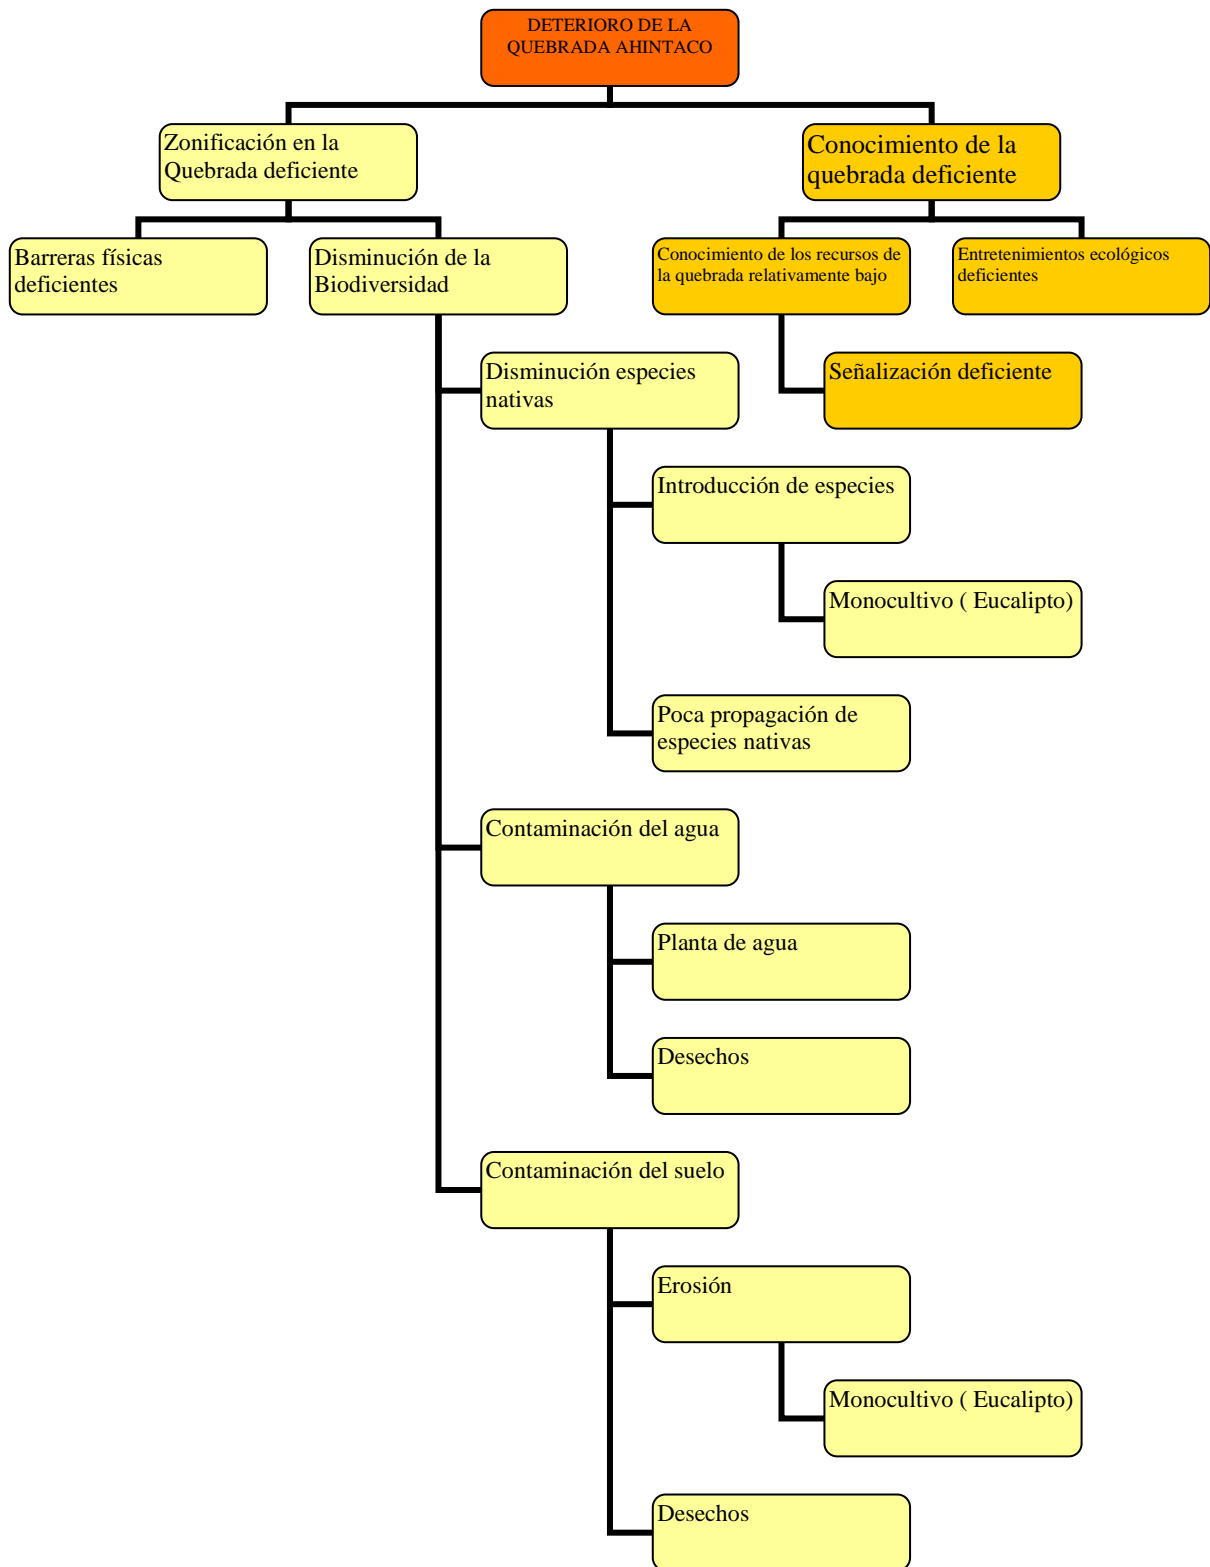 DETERIORO DE LA
QUEBRADA AHINTACO
Zonificación en la
Quebrada deficiente
Conocimiento de la
quebrada deficiente
Barreras físicas
deficientes
Disminución de la
Biodiversidad
Conocimiento de los recursos de
la quebrada relativamente bajo
Entretenimientos ecológicos
deficientes
Disminución especies
nativas
Señalización deficiente
Introducción de especies
Monocultivo ( Eucalipto)
Poca propagación de
especies nativas
Contaminación del agua
Planta de agua
Desechos
Contaminación del suelo
Erosión
Monocultivo ( Eucalipto)
Desechos